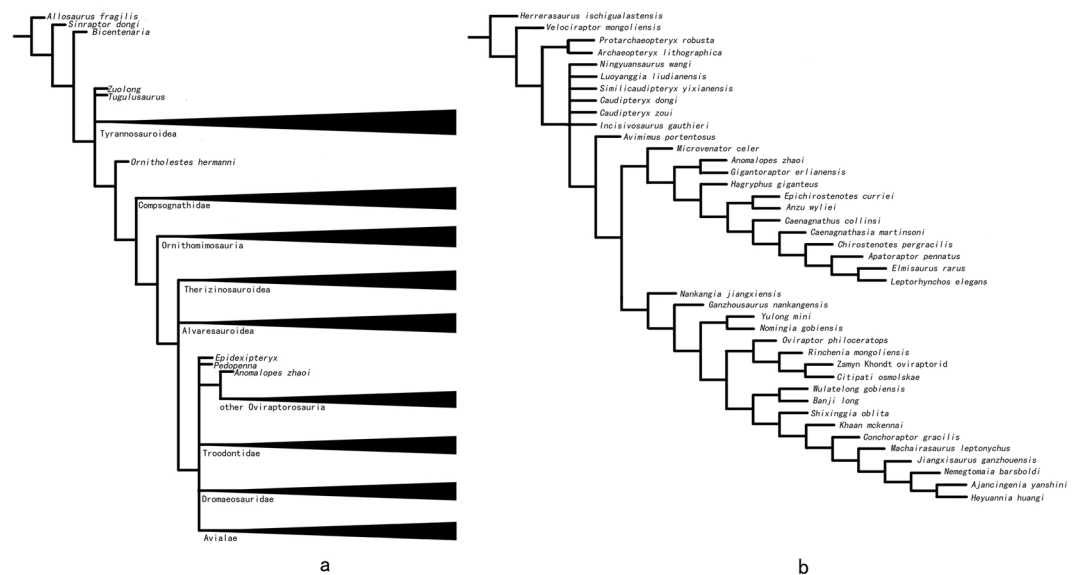 Allosaurus fragilis
Sinraptor dongi
Bicentenaria
Zuolong
Tugulusaurus
Tyrannosauroidea
Ornitholestes hermanni
Compsognathidae
Ornithomimosauria
Therizinosauroidea
Alvaresauroidea
Epidexipteryx
Pedopenna
Anomalopes zhaoi
other Oviraptorosauria
Troodontidae
Dromaeosauridae
Avialae
a
Herrerasaurus ischigualastensis
Velociraptor mongoliensis
Protarchaeopteryx robusta
Archaeopteryx lithographica
Ningyuansaurus wangi
Luoyanggia liudianensis
Similicaudipteryx yixianensis
Caudipteryx dongi
Caudipteryx zoui
Incisivosaurus gauthieri
Avimimus portentosus
Microvenator celer
Anomalopes zhaoi
Gigantoraptor erlianensis
Hagryphus giganteus
Epichirostenotes curriei
Anzu wyliei
Caenagnathus collinsi
Caenagnathasia martinsoni
Chirostenotes pergracilis
Apatoraptor pennatus
Elmisaurus rarus
Leptorhynchos elegans
Nankangia jiangxiensis
Ganzhousaurus nankangensis
Yulong mini
Nomingia gobiensis
Oviraptor philoceratops
Rinchenia mongoliensis
Zamyn Khondt oviraptorid
Citipati osmolskae
Wulatelong gobiensis
Banji long
Shixinggia oblita
Khaan mckennai
Conchoraptor gracilis
Machairasaurus leptonychus
Jiangxisaurus ganzhouensis
Nemegtomaia barsboldi
Ajancingenia yanshini
Heyuannia huangi
b